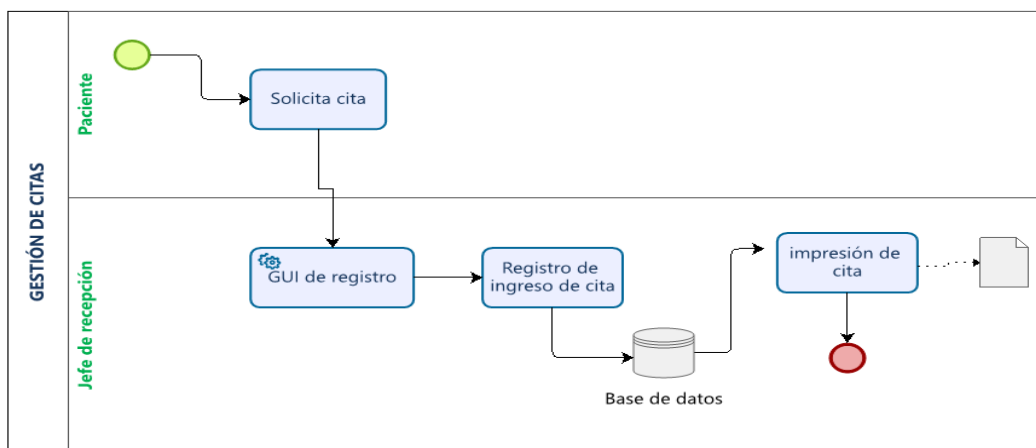 GESTIÓN DE CITAS
Paciente
Solicita cita
Jefe de recepción
GUI de registro
Registro de
ingreso de cita
Base de datos
impresión de
cita